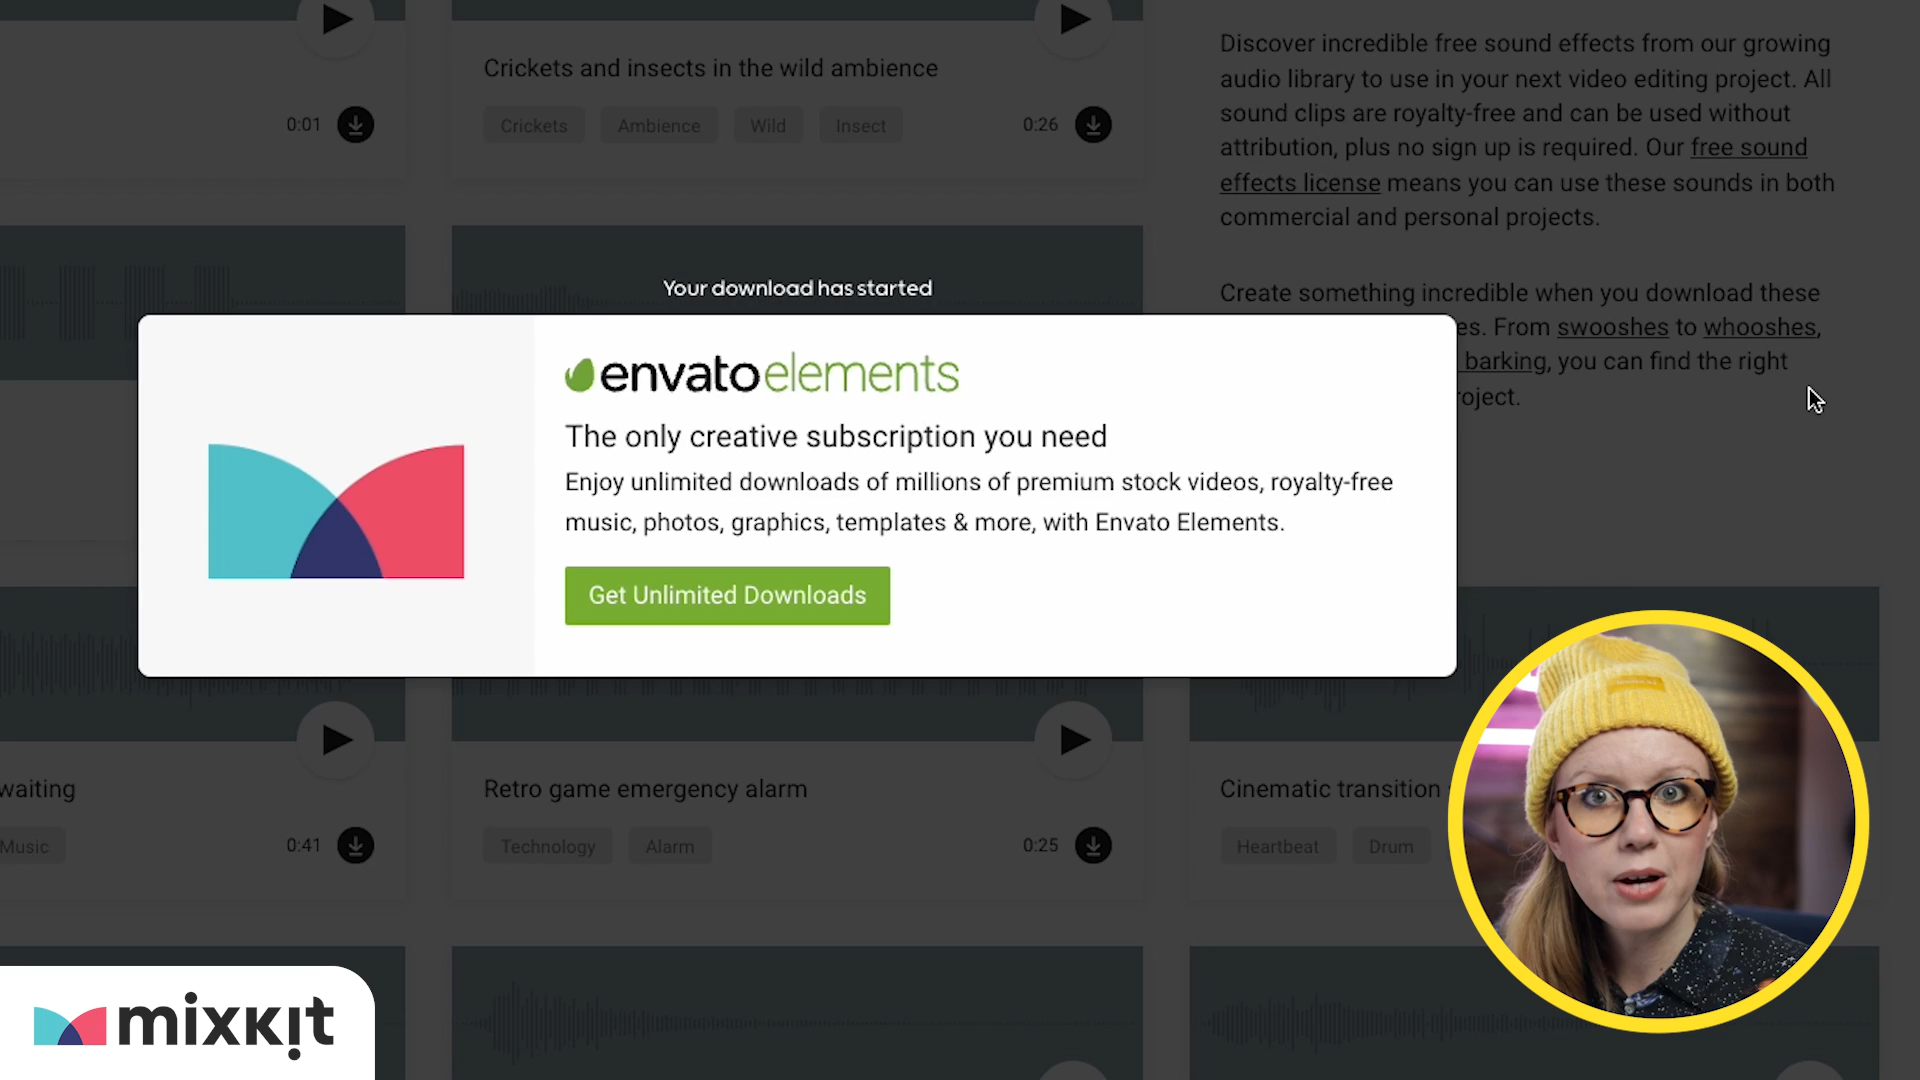 Crickets and insects in the wild ambience
0:01
Crickets
Ambience
Wild
Insect
0:26
Discover incredible free sound effects from our growing
audio library to use in your next video editing project. All
sound clips are royalty-free and can be used without
attribution, plus no sign up is required. Our free sound
effects license means you can use these sounds in both
commercial and personal projects.
Create something incredible when you download these
es. From swooshes to whooshes,
barking, you can find the right
oject.
Your download has started
envato elements
The only creative subscription you need
Enjoy unlimited downloads of millions of premium stock videos, royalty-free
music, photos, graphics, templates & more, with Envato Elements.
Get Unlimited Downloads
waiting
Music
0:41
Retro game emergency alarm
Technology
Alarm
0:25
Cinematic transition
Heartbeat
Drum
mixkit